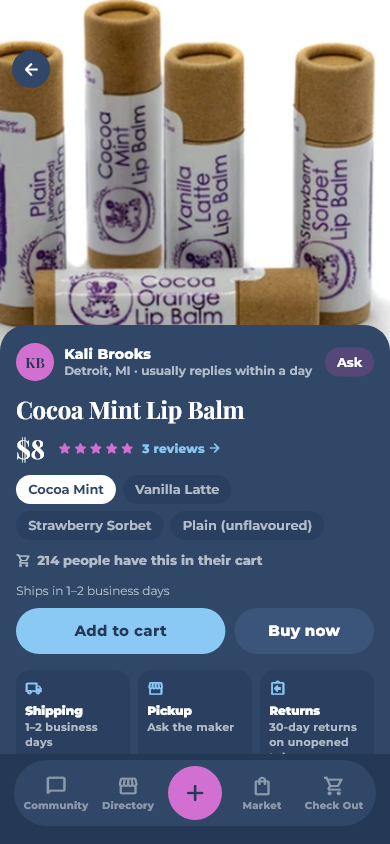 Plain
(unflavored)
Lip Balm
Cocoa
Mint
Lip Balm
Vanilla
Latte
Lip Balm
Strawberry
Sorbet
Lip Balm
Cocoa
Orange
Lip Balm
KB
Kali Brooks
Detroit, MI · usually replies within a day
Ask
Cocoa Mint Lip Balm
$8
3 reviews →
Cocoa Mint
Vanilla Latte
Strawberry Sorbet
Plain (unflavoured)
214 people have this in their cart
Ships in 1–2 business days
Add to cart
Buy now
Shipping
1–2 business
days
Pickup
Ask the maker
Returns
30-day returns
on unopened
Community
Directory
+
Market
Check Out